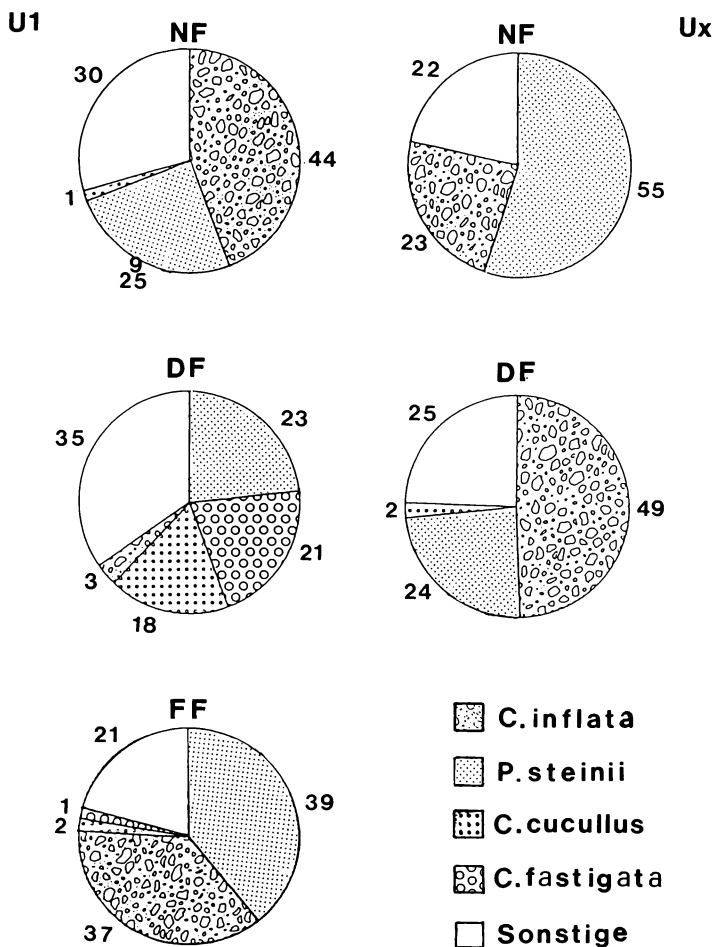 U1
Ux
NF
30
44
1
9
25
NF
22
55
23
DF
35
23
21
18
3
DF
25
49
2
24
FF
21
39
1
2
37
C.inflata
P.steinii
C.cucullus
C.fastigata
Sonstige